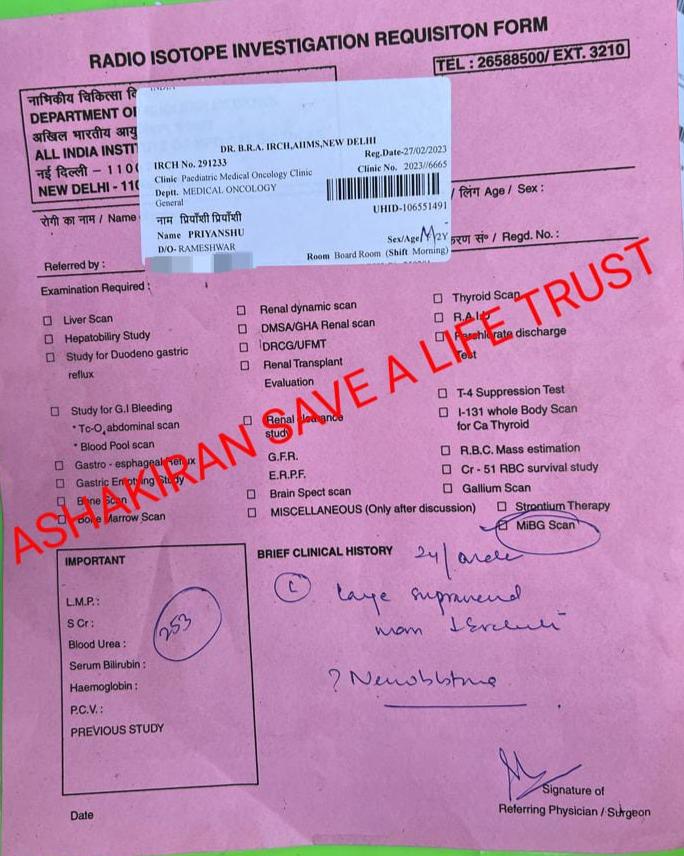 RADIO ISOTOPE INVESTIGATION REQUISITON FORM
TEL : 26588500/ EXT. 3210
नाभिकीय चिकित्सा वि
DEPARTMENT O
अखिल भारतीय आयु
ALL INDIA INSTI
नई दिल्ली - 110
NEW DELHI - 110
DR. B.R.A. IRCH,AIIMS,NEW DELHI
IRCH No. 291233
Reg.Date-27/02/2023
Clinic Paediatric Medical Oncology Clinic
Clinic No. 2023//6665
Deptt. MEDICAL ONCOLOGY
General
UHID-106551491
नाम प्रियाँशी प्रियाँशी
Name PRIYANSHU
Sex/Age M/2Y
D/O- RAMESHWAR
Room Board Room (Shift Morning)
रोगी का नाम / Name
/ लिंग Age / Sex :
करण सं॰ / Regd. No. :
Referred by :
Examination Required :
Liver Scan
Hepatobiliry Study
Study for Duodeno gastric
reflux
Study for G.I Bleeding
* Tc-O₄ abdominal scan
* Blood Pool scan
Gastro - esphageal Reflux
Gastric Emptying Study
Bone Scan
Bone Marrow Scan
Renal dynamic scan
DMSA/GHA Renal scan
DRCG/UFMT
Renal Transplant
Evaluation
Renal clearance
study
G.F.R.
E.R.P.F.
Brain Spect scan
MISCELLANEOUS (Only after discussion)
Thyroid Scan
R.A.I.U
Perchlorate discharge
Test
T-4 Suppression Test
I-131 whole Body Scan
for Ca Thyroid
R.B.C. Mass estimation
Cr - 51 RBC survival study
Gallium Scan
Strontium Therapy
MiBG Scan
ASHAKIRAN SAVE A LIFE TRUST
IMPORTANT
L.M.P.:
S Cr :
Blood Urea :
Serum Bilirubin :
Haemoglobin :
P.C.V. :
PREVIOUS STUDY
253
Date
BRIEF CLINICAL HISTORY 2y/
L large suprarenal
mass
?
Signature of
Referring Physician / Surgeon